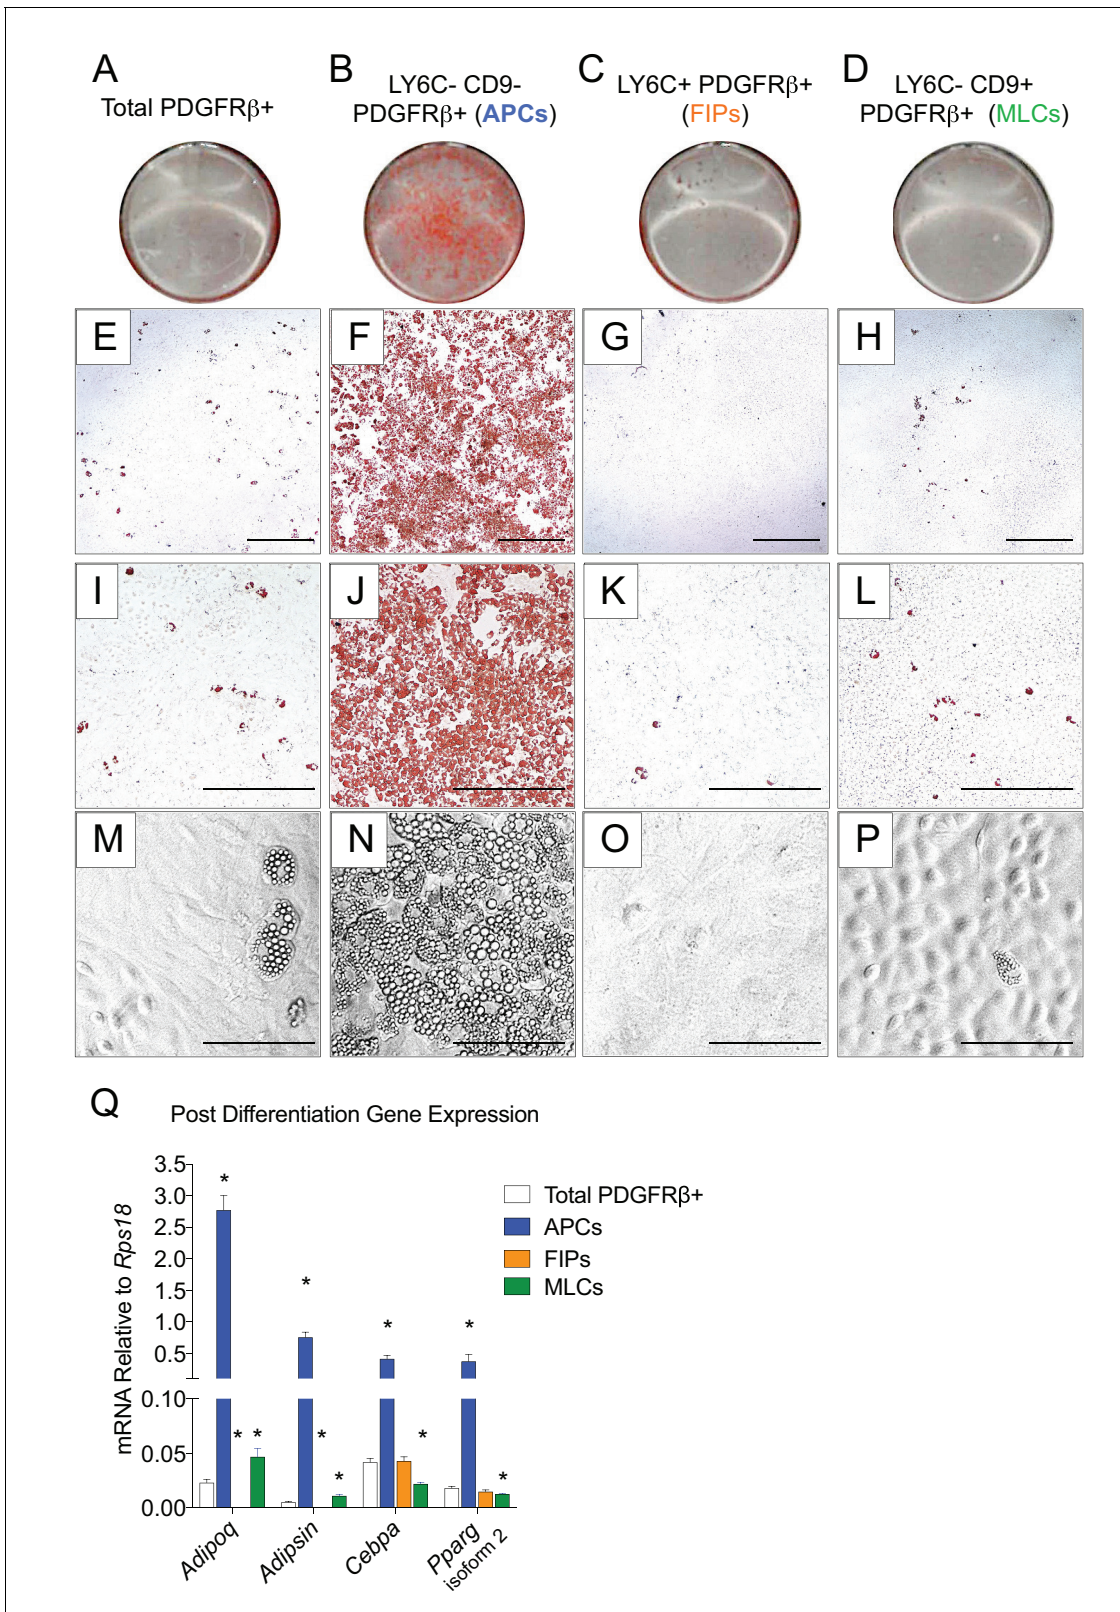 A
Total PDGFRβ+
B
LY6C- CD9-
PDGFRβ+ (APCs)
C
LY6C+ PDGFRβ+
(FIPs)
D
LY6C- CD9+
PDGFRβ+ (MLCs)
E
F
G
H
I
J
K
L
M
N
O
P
Q
Post Differentiation Gene Expression
mRNA Relative to Rps18
3.5
3.0
2.5
2.0
1.5
1.0
0.5
0.10
0.05
0.00
*
*
*
*
*
*
*
*
*
*
Adipoq
Adipsin
Cebpa
Pparg
isoform 2
Total PDGFRβ+
APCs
FIPs
MLCs